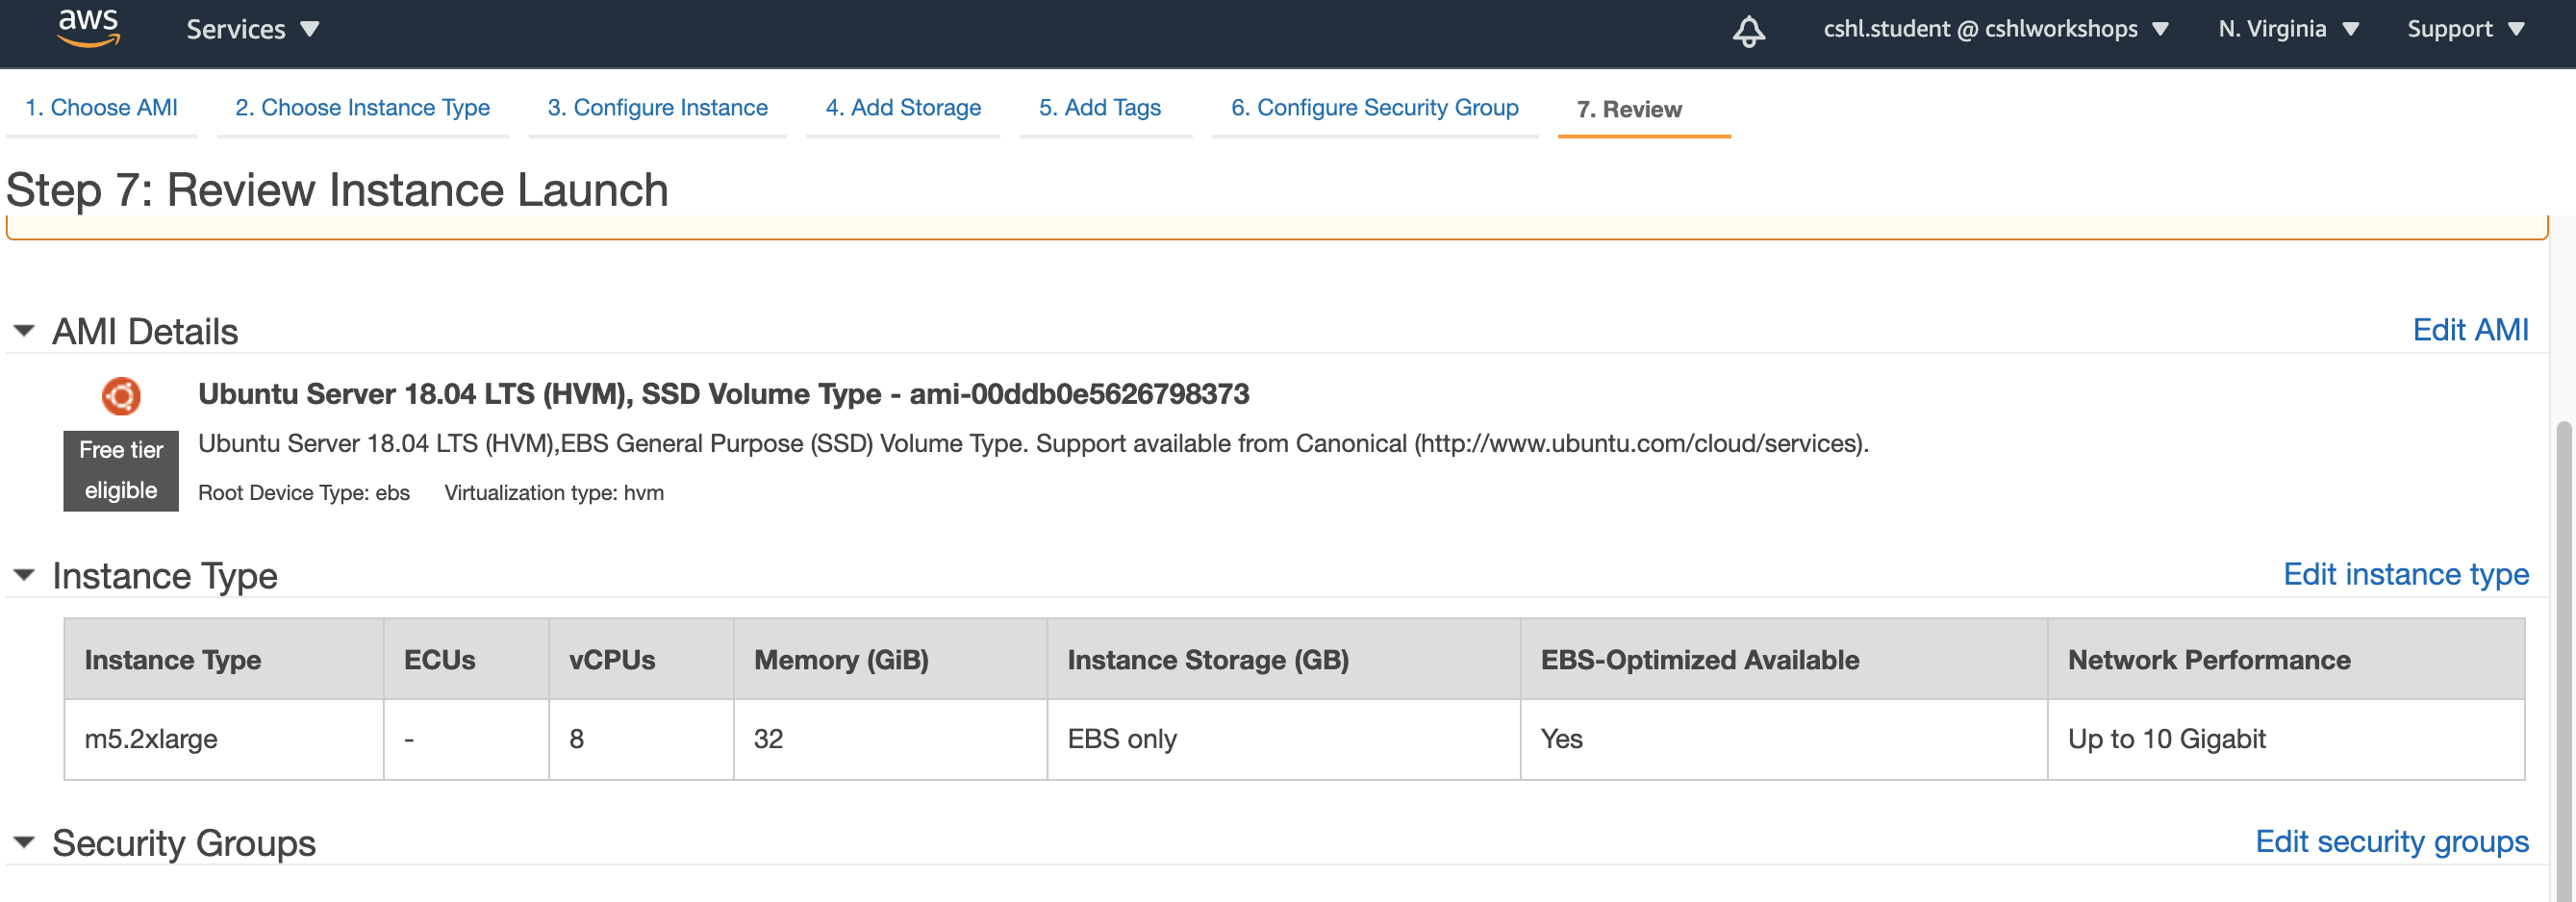 aws Services cshl.student @ cshlworkshops N. Virginia Support
1. Choose AMI 2. Choose Instance Type 3. Configure Instance 4. Add Storage 5. Add Tags 6. Configure Security Group 7. Review
Step 7: Review Instance Launch
AMI Details Edit AMI
Ubuntu Server 18.04 LTS (HVM), SSD Volume Type - ami-00ddb0e5626798373
Free tier eligible
Ubuntu Server 18.04 LTS (HVM),EBS General Purpose (SSD) Volume Type. Support available from Canonical (http://www.ubuntu.com/cloud/services).
Root Device Type: ebs Virtualization type: hvm
Instance Type Edit instance type
Instance Type ECUs vCPUs Memory (GiB) Instance Storage (GB) EBS-Optimized Available Network Performance
m5.2xlarge - 8 32 EBS only Yes Up to 10 Gigabit
Security Groups Edit security groups